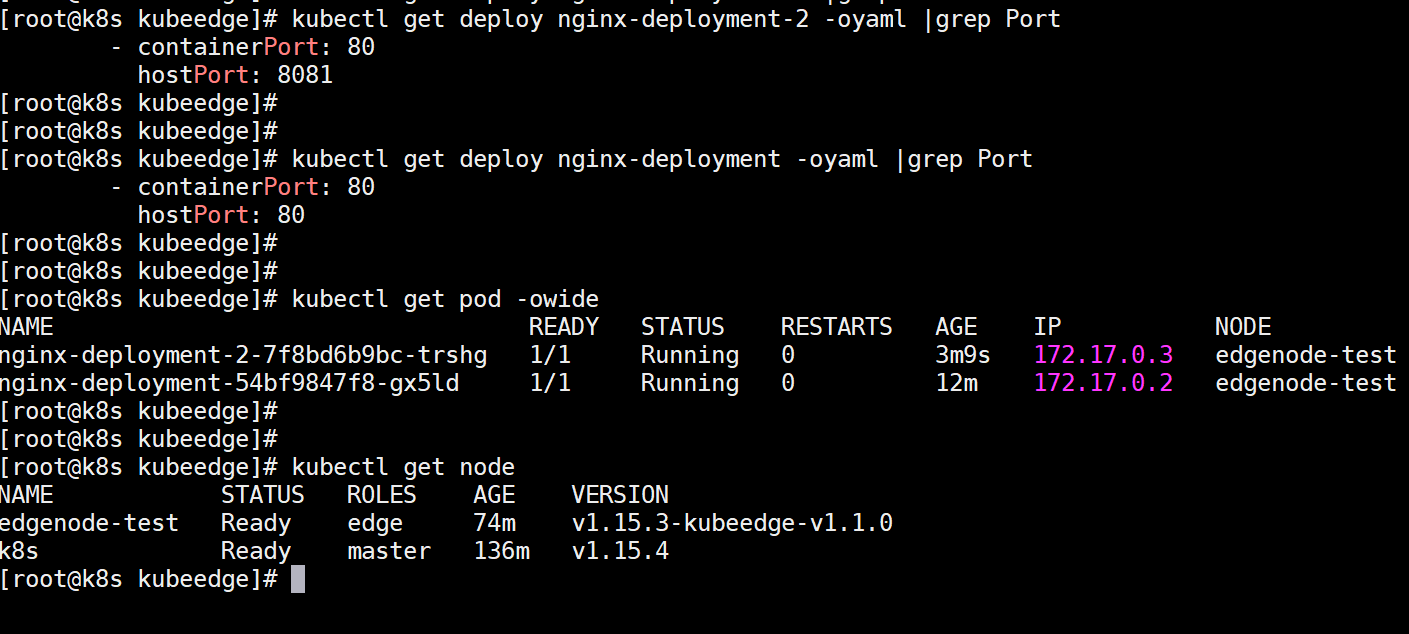 [root@k8s kubeedge]# kubectl get deploy nginx-deployment-2 -oyaml |grep Port
        - containerPort: 80
          hostPort: 8081
[root@k8s kubeedge]#
[root@k8s kubeedge]#
[root@k8s kubeedge]# kubectl get deploy nginx-deployment -oyaml |grep Port
        - containerPort: 80
          hostPort: 80
[root@k8s kubeedge]#
[root@k8s kubeedge]#
[root@k8s kubeedge]# kubectl get pod -owide
NAME                                  READY   STATUS    RESTARTS   AGE    IP           NODE
nginx-deployment-2-7f8bd6b9bc-trshg   1/1     Running   0          3m9s   172.17.0.3   edgenode-test
nginx-deployment-54bf9847f8-gx5ld     1/1     Running   0          12m    172.17.0.2   edgenode-test
[root@k8s kubeedge]#
[root@k8s kubeedge]#
[root@k8s kubeedge]# kubectl get node
NAME            STATUS   ROLES    AGE    VERSION
edgenode-test   Ready    edge     74m    v1.15.3-kubeedge-v1.1.0
k8s             Ready    master   136m   v1.15.4
[root@k8s kubeedge]#